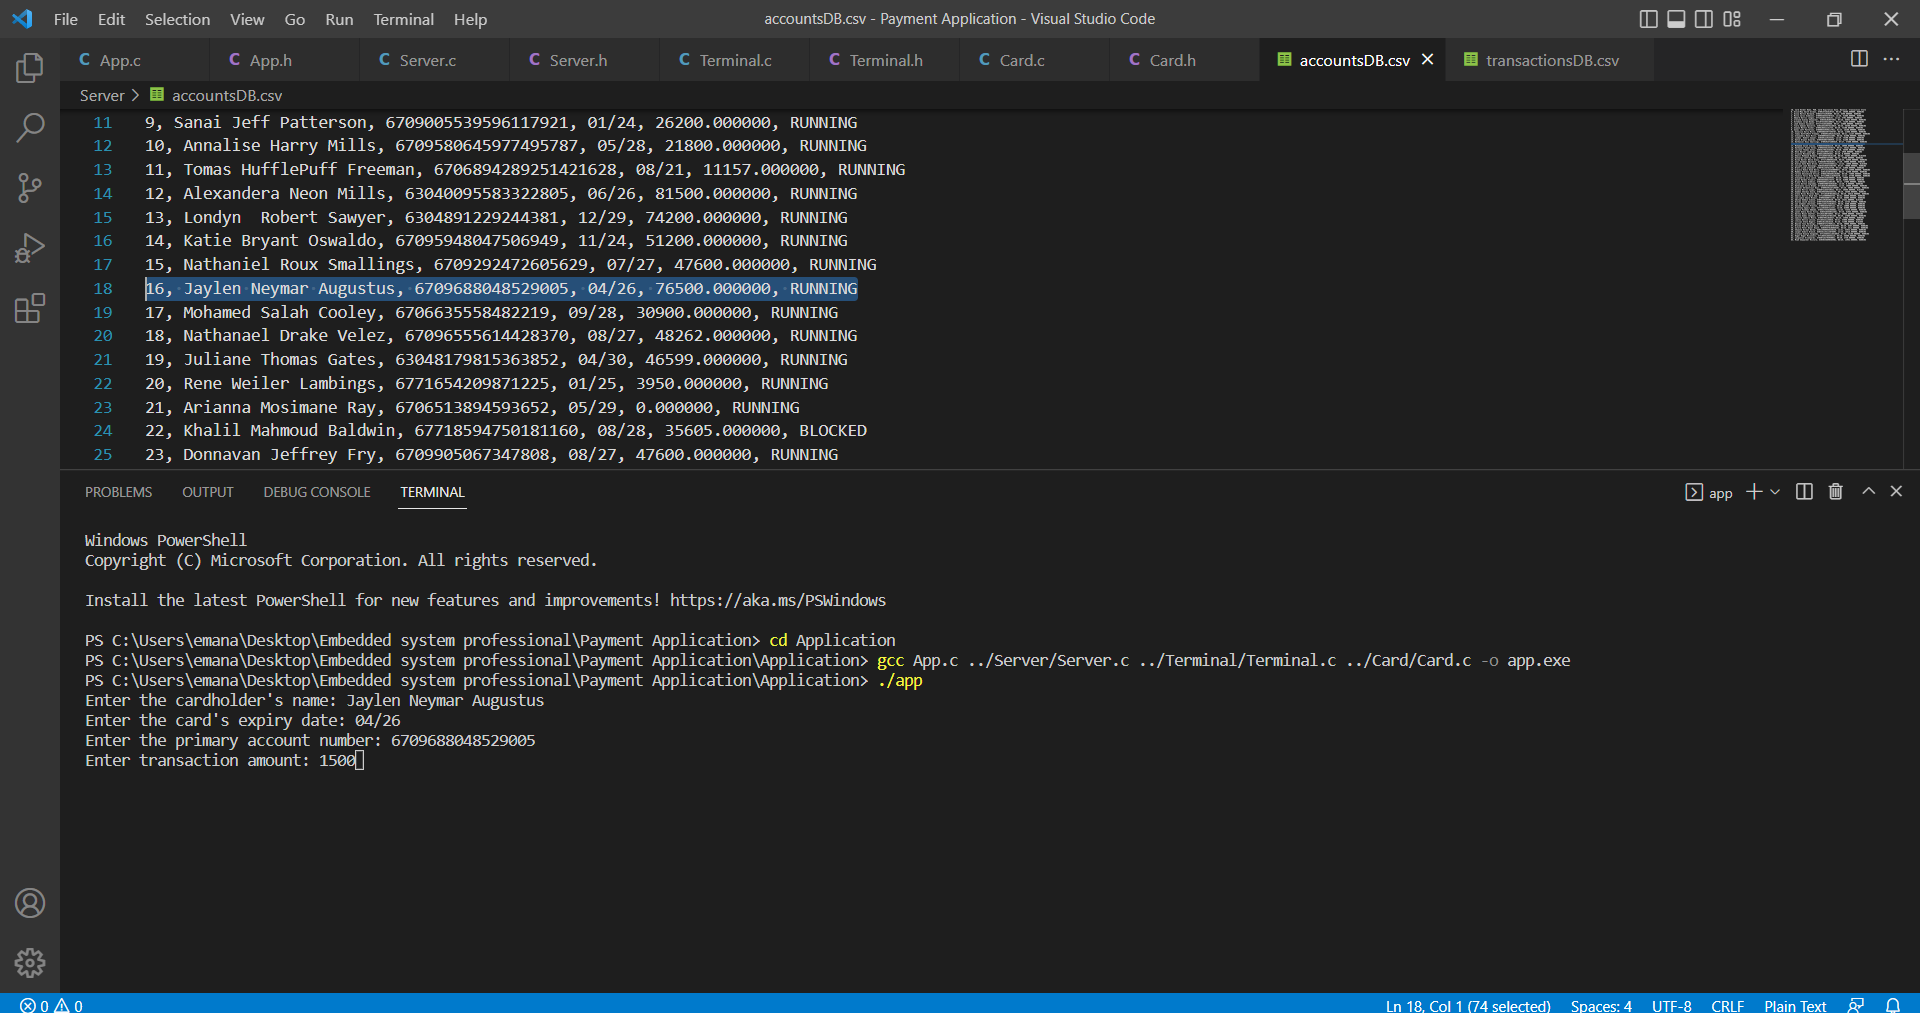 File Edit Selection View Go Run Terminal Help accountsDB.csv - Payment Application - Visual Studio Code
C App.c C App.h C Server.c C Server.h C Terminal.c C Terminal.h C Card.c C Card.h accountsDB.csv transactionsDB.csv
Server > accountsDB.csv
11 9, Sanai Jeff Patterson, 6709005539596117921, 01/24, 26200.000000, RUNNING
12 10, Annalise Harry Mills, 6709580645977495787, 05/28, 21800.000000, RUNNING
13 11, Tomas HufflePuff Freeman, 6706894289251421628, 08/21, 11157.000000, RUNNING
14 12, Alexandera Neon Mills, 63040095583322805, 06/26, 81500.000000, RUNNING
15 13, Londyn  Robert Sawyer, 6304891229244381, 12/29, 74200.000000, RUNNING
16 14, Katie Bryant Oswaldo, 67095948047506949, 11/24, 51200.000000, RUNNING
17 15, Nathaniel Roux Smallings, 6709292472605629, 07/27, 47600.000000, RUNNING
18 16, Jaylen Neymar Augustus, 6709688048529005, 04/26, 76500.000000, RUNNING
19 17, Mohamed Salah Cooley, 6706635558482219, 09/28, 30900.000000, RUNNING
20 18, Nathanael Drake Velez, 67096555614428370, 08/27, 48262.000000, RUNNING
21 19, Juliane Thomas Gates, 63048179815363852, 04/30, 46599.000000, RUNNING
22 20, Rene Weiler Lambings, 6771654209871225, 01/25, 3950.000000, RUNNING
23 21, Arianna Mosimane Ray, 6706513894593652, 05/29, 0.000000, RUNNING
24 22, Khalil Mahmoud Baldwin, 67718594750181160, 08/28, 35605.000000, BLOCKED
25 23, Donnavan Jeffrey Fry, 6709905067347808, 08/27, 47600.000000, RUNNING
PROBLEMS OUTPUT DEBUG CONSOLE TERMINAL app
Windows PowerShell
Copyright (C) Microsoft Corporation. All rights reserved.
Install the latest PowerShell for new features and improvements! https://aka.ms/PSWindows
PS C:\Users\emana\Desktop\Embedded system professional\Payment Application> cd Application
PS C:\Users\emana\Desktop\Embedded system professional\Payment Application\Application> gcc App.c ../Server/Server.c ../Terminal/Terminal.c ../Card/Card.c -o app.exe
PS C:\Users\emana\Desktop\Embedded system professional\Payment Application\Application> ./app
Enter the cardholder's name: Jaylen Neymar Augustus
Enter the card's expiry date: 04/26
Enter the primary account number: 6709688048529005
Enter transaction amount: 1500
0 0 Ln 18, Col 1 (74 selected) Spaces: 4 UTF-8 CRLF Plain Text